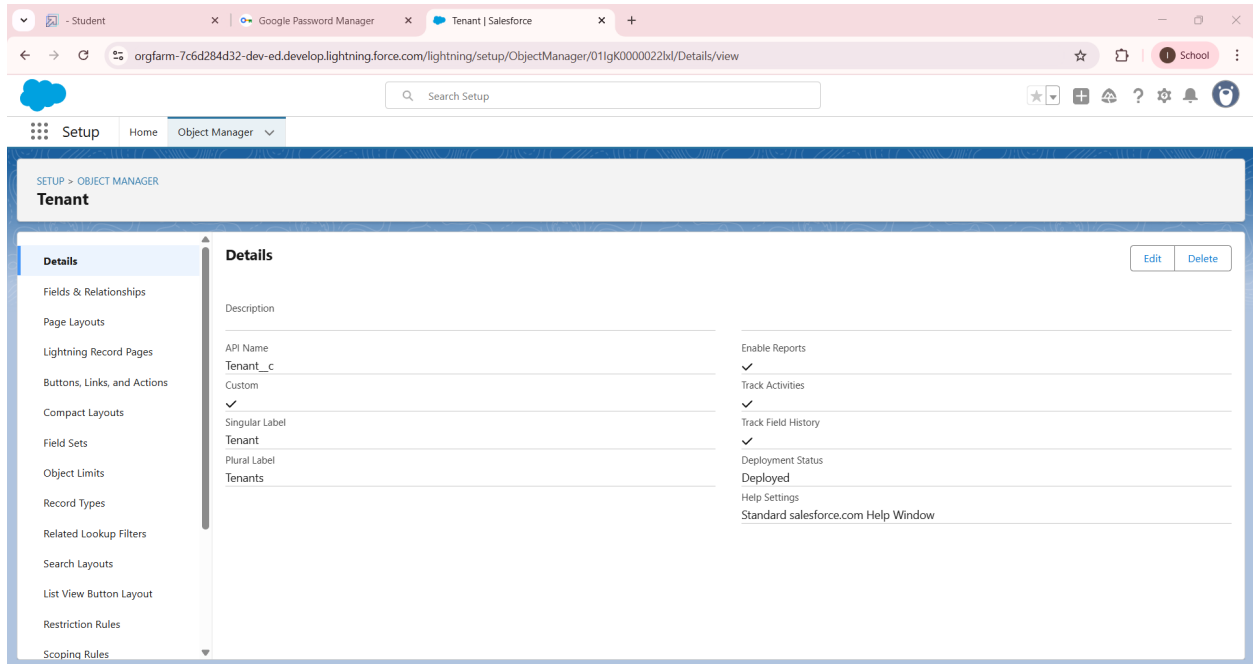 - Student
Google Password Manager
Tenant | Salesforce
orgfarm-7c6d284d32-dev-ed.develop.lightning.force.com/lightning/setup/ObjectManager/01IgK0000022lxl/Details/view
I School
Search Setup
Setup Home Object Manager
SETUP > OBJECT MANAGER
Tenant
Details
Fields & Relationships
Page Layouts
Lightning Record Pages
Buttons, Links, and Actions
Compact Layouts
Field Sets
Object Limits
Record Types
Related Lookup Filters
Search Layouts
List View Button Layout
Restriction Rules
Scoping Rules
Details
Edit Delete
Description
API Name
Tenant__c
Custom
Singular Label
Tenant
Plural Label
Tenants
Enable Reports
Track Activities
Track Field History
Deployment Status
Deployed
Help Settings
Standard salesforce.com Help Window